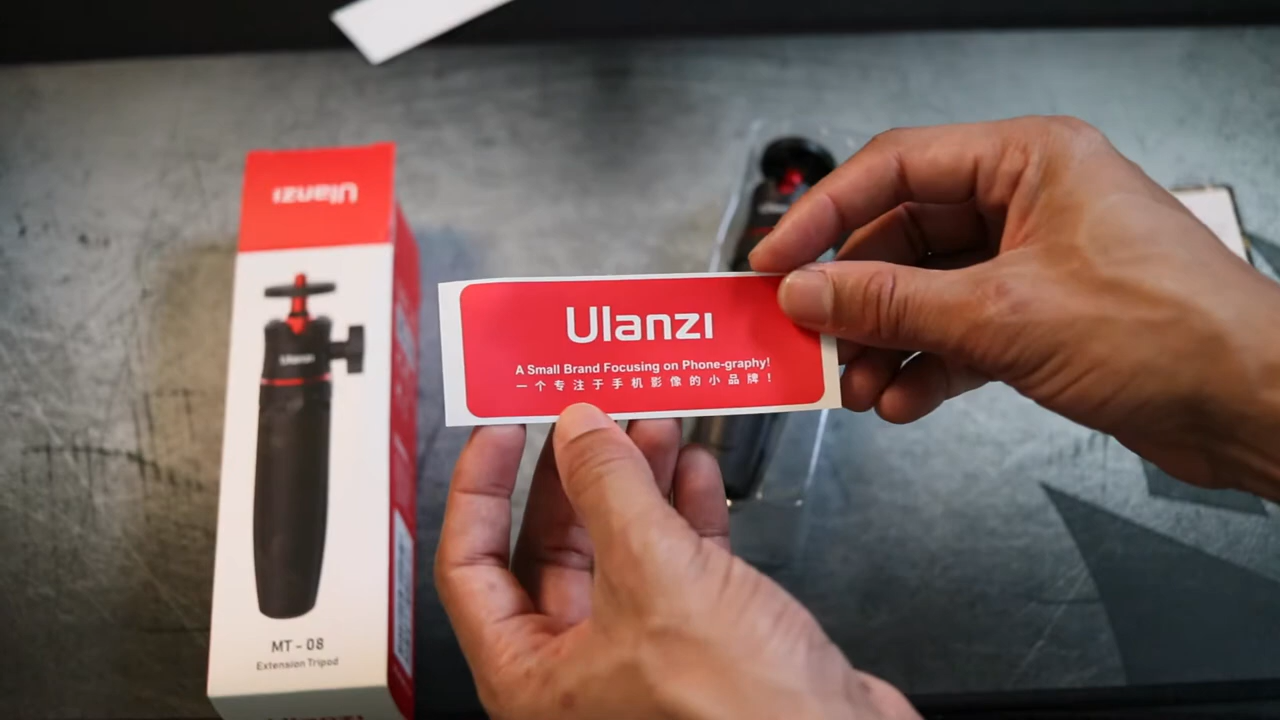 Ulanzi
Ulanzi
MT - 08
Extension Tripod
Ulanzi
Ulanzi
A Small Brand Focusing on Phone-graphy!
一个专注于手机影像的小品牌！